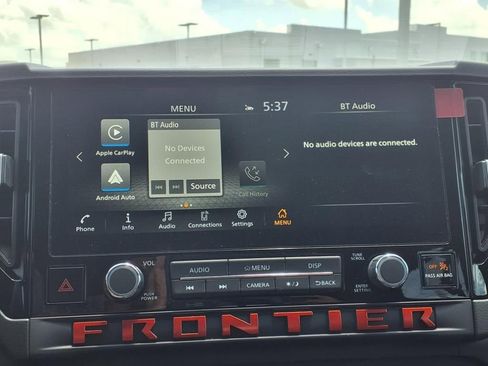 MENU
5:37
BT Audio
Apple CarPlay
BT Audio
No Devices
Connected
Source
No audio devices are connected.
Android Auto
Call History
Phone
Info
Audio
Connections
Settings
MENU
VOL
PUSH
POWER
AUDIO
MENU
DISP
CAMERA
BACK
TUNE
SCROLL
ENTER
SETTING
OFF
PASS AIR BAG
FRONTIER